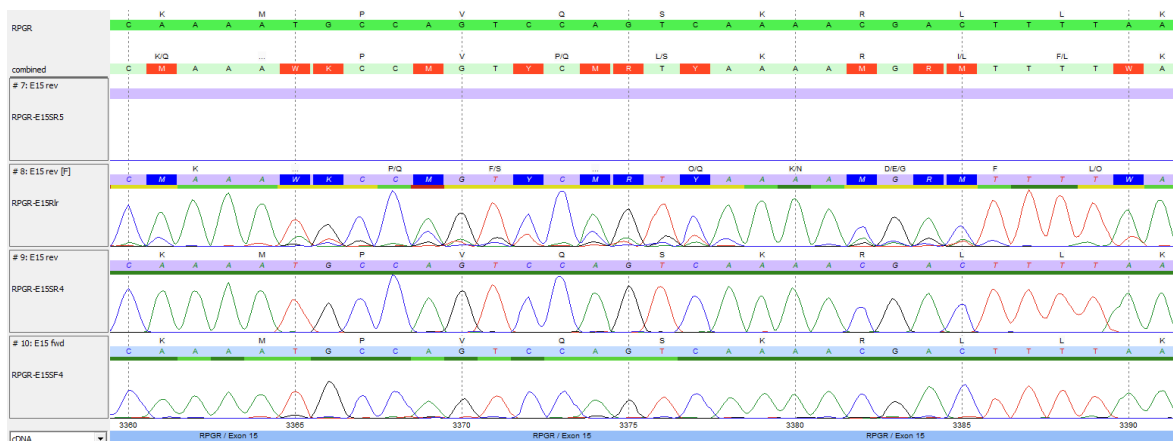 K M P V Q S K R L L K
RPGR C A A A A T G C C A G T C C A G T C A A A A C G A C T T T T A A
K/Q ... P V P/Q L/S K R I/L F/L K
combined C M A A A W K C C M G T Y C M R T Y A A A A M G R M T T T T W A
# 7: E15 rev
RPGR-E15SR5
# 8: E15 rev [F] K ... P/Q F/S ... O/Q K/N D/E/G F L/O
C M A A A W K C C M G T Y C M R T Y A A A A M G R M T T T T W A
RPGR-E15RIr
# 9: E15 rev K M P V Q S K R L L K
C A A A A T G C C A G T C C A G T C A A A A C G A C T T T T A A
RPGR-E15SR4
# 10: E15 fwd K M P V Q S K R L L K
C A A A A T G C C A G T C C A G T C A A A A C G A C T T T T A A
RPGR-E15SF4
3360 3365 3370 3375 3380 3385 3390
cDNA RPGR / Exon 15 RPGR / Exon 15 RPGR / Exon 15